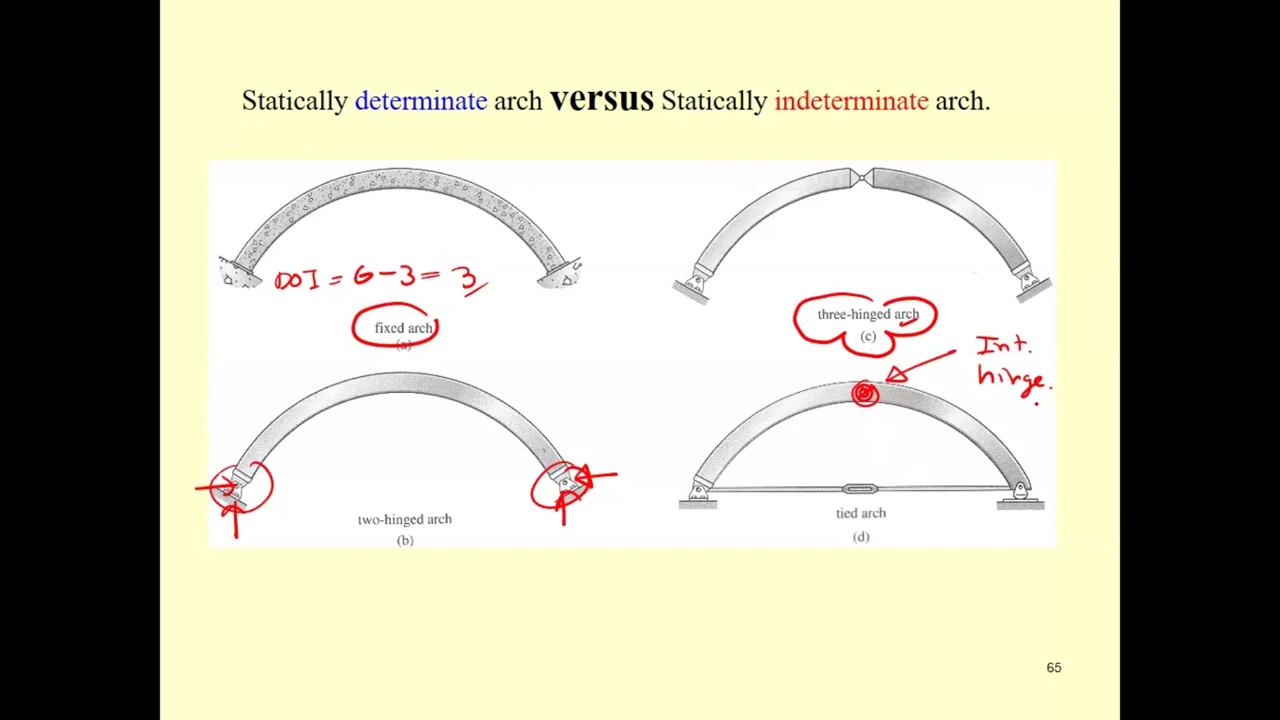 Statically determinate arch versus Statically indeterminate arch.
DOI = 6 - 3 = 3
fixed arch
(a)
three-hinged arch
(c)
Int.
hinge.
two-hinged arch
(b)
tied arch
(d)
65